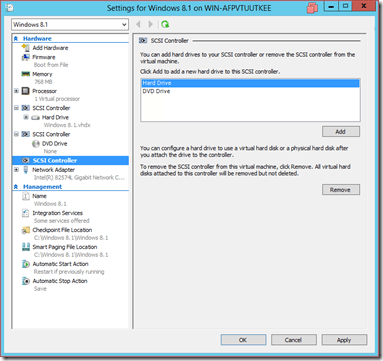 Settings for Windows 8.1 on WIN-AFPVTUUTKEE
Windows 8.1
Hardware
Add Hardware
Firmware
Boot from File
Memory
768 MB
Processor
1 Virtual processor
SCSI Controller
Hard Drive
Windows 8.1.vhdx
SCSI Controller
DVD Drive
None
SCSI Controller
Network Adapter
Intel(R) 82574L Gigabit Network C...
Management
Name
Windows 8.1
Integration Services
Some services offered
Checkpoint File Location
C:\Windows 8.1\Windows 8.1
Smart Paging File Location
C:\Windows 8.1\Windows 8.1
Automatic Start Action
Restart if previously running
Automatic Stop Action
Save
SCSI Controller
You can add hard drives to your SCSI controller or remove the SCSI controller from the
virtual machine.
Click Add to add a new hard drive to this SCSI controller.
Hard Drive
DVD Drive
Add
You can configure a hard drive to use a virtual hard disk or a physical hard disk after
you attach the drive to the controller.
To remove the SCSI controller from this virtual machine, click Remove. All virtual hard
disks attached to this controller will be removed but not deleted.
Remove
OK
Cancel
Apply